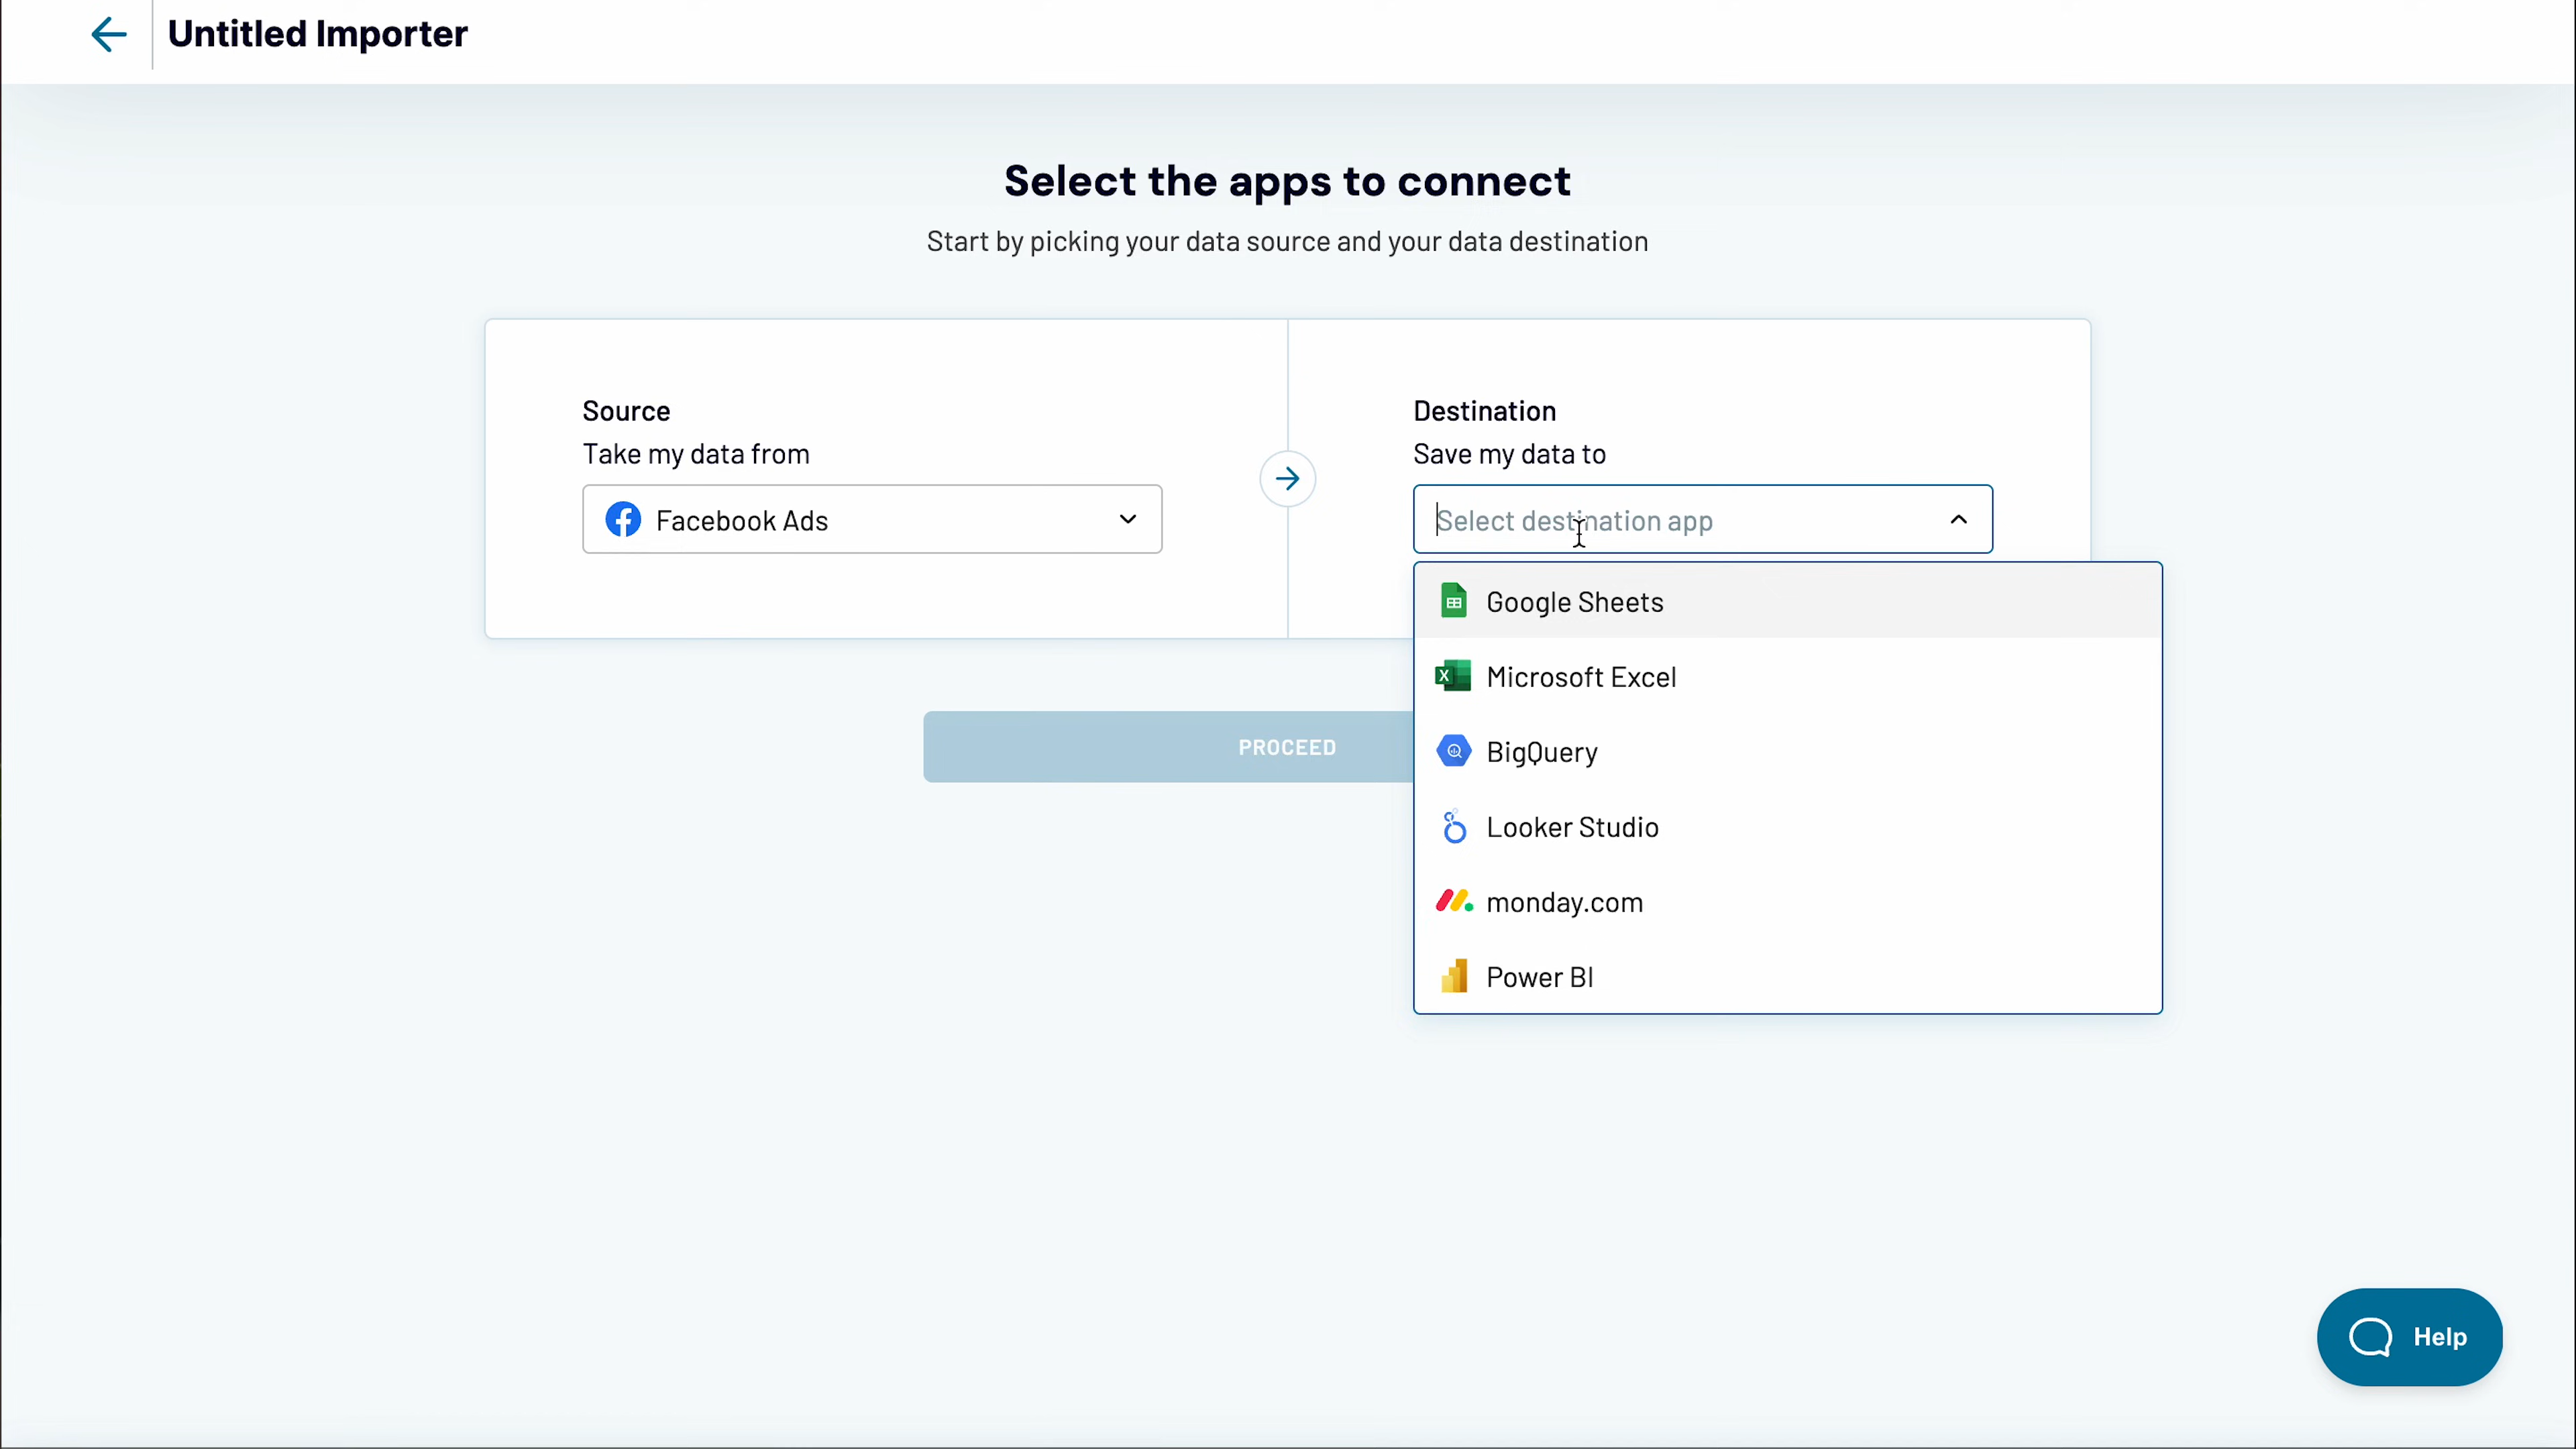 Untitled Importer
Select the apps to connect
Start by picking your data source and your data destination
Source
Take my data from
Facebook Ads
Destination
Save my data to
Select destination app
Google Sheets
Microsoft Excel
BigQuery
Looker Studio
monday.com
Power BI
PROCEED
Help